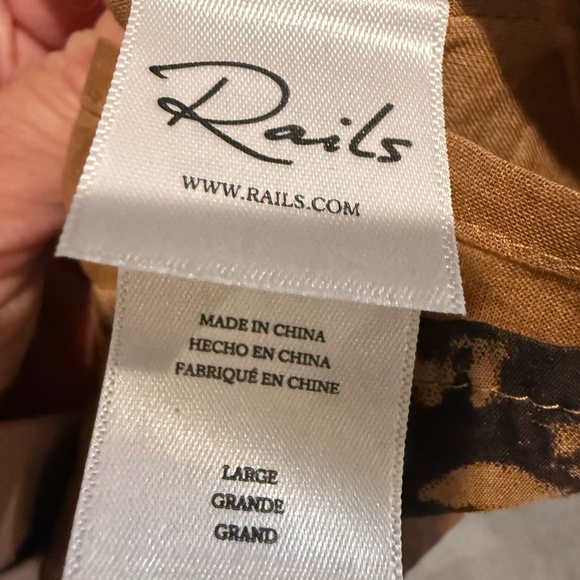 Rails
WWW.RAILS.COM
MADE IN CHINA
HECHO EN CHINA
FABRIQUÉ EN CHINE
LARGE
GRANDE
GRAND